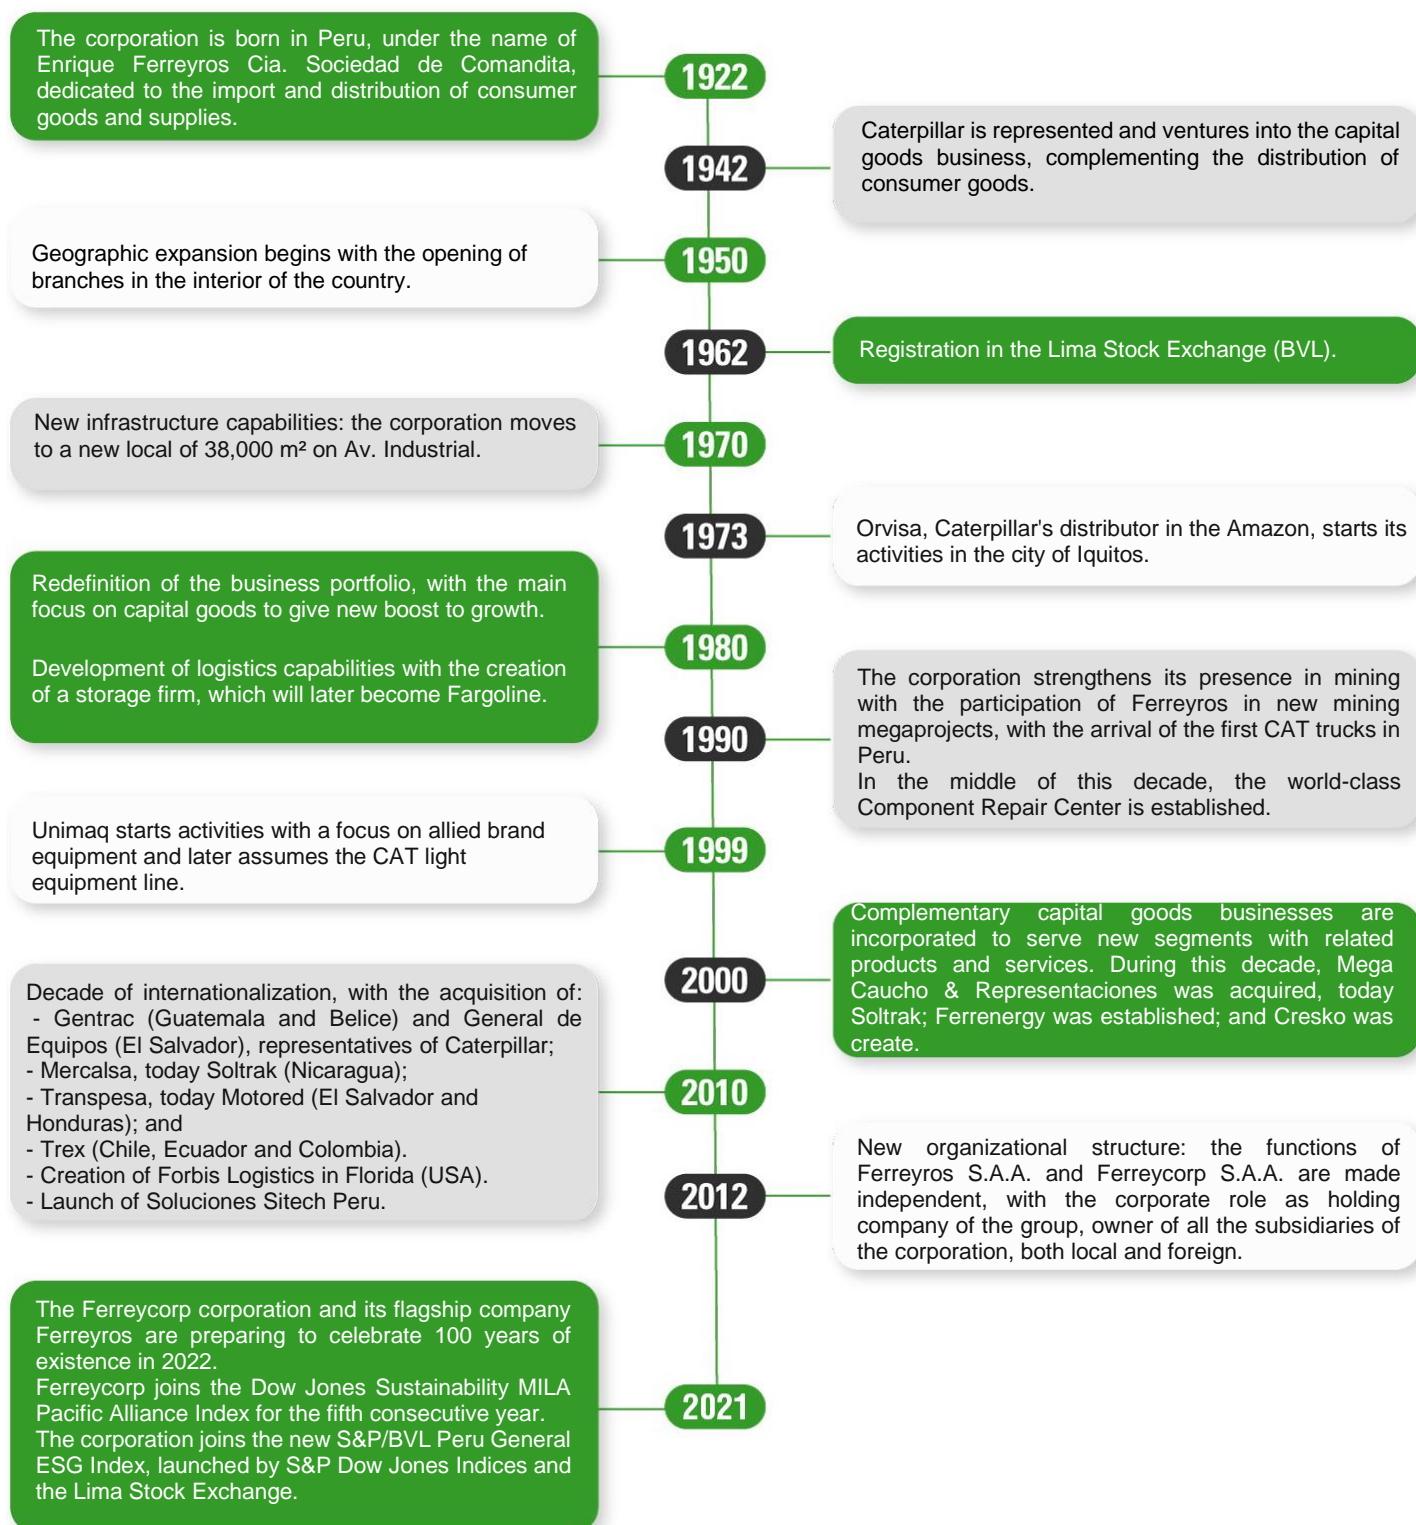 The corporation is born in Peru, under the name of
Enrique Ferreyros Cia. Sociedad de Comandita,
dedicated to the import and distribution of consumer
goods and supplies.
1922
Caterpillar is represented and ventures into the capital
goods business, complementing the distribution of
consumer goods.
1942
Geographic expansion begins with the opening of
branches in the interior of the country.
1950
1962
Registration in the Lima Stock Exchange (BVL).
New infrastructure capabilities: the corporation moves
to a new local of 38,000 m² on Av. Industrial.
1970
1973
Orvisa, Caterpillar's distributor in the Amazon, starts its
activities in the city of Iquitos.
Redefinition of the business portfolio, with the main
focus on capital goods to give new boost to growth.
Development of logistics capabilities with the creation
of a storage firm, which will later become Fargoline.
1980
The corporation strengthens its presence in mining
with the participation of Ferreyros in new mining
megaprojects, with the arrival of the first CAT trucks in
Peru.
In the middle of this decade, the world-class
Component Repair Center is established.
1990
Unimaq starts activities with a focus on allied brand
equipment and later assumes the CAT light
equipment line.
1999
Complementary capital goods businesses are
incorporated to serve new segments with related
products and services. During this decade, Mega
Caucho & Representaciones was acquired, today
Soltrak; Ferrenergy was established; and Cresko was
create.
2000
Decade of internationalization, with the acquisition of:
- Gentrac (Guatemala and Belice) and General de
Equipos (El Salvador), representatives of Caterpillar;
- Mercalsa, today Soltrak (Nicaragua);
- Transpesa, today Motored (El Salvador and
Honduras); and
- Trex (Chile, Ecuador and Colombia).
- Creation of Forbis Logistics in Florida (USA).
- Launch of Soluciones Sitech Peru.
2010
New organizational structure: the functions of
Ferreyros S.A.A. and Ferreycorp S.A.A. are made
independent, with the corporate role as holding
company of the group, owner of all the subsidiaries of
the corporation, both local and foreign.
2012
The Ferreycorp corporation and its flagship company
Ferreyros are preparing to celebrate 100 years of
existence in 2022.
Ferreycorp joins the Dow Jones Sustainability MILA
Pacific Alliance Index for the fifth consecutive year.
The corporation joins the new S&P/BVL Peru General
ESG Index, launched by S&P Dow Jones Indices and
the Lima Stock Exchange.
2021